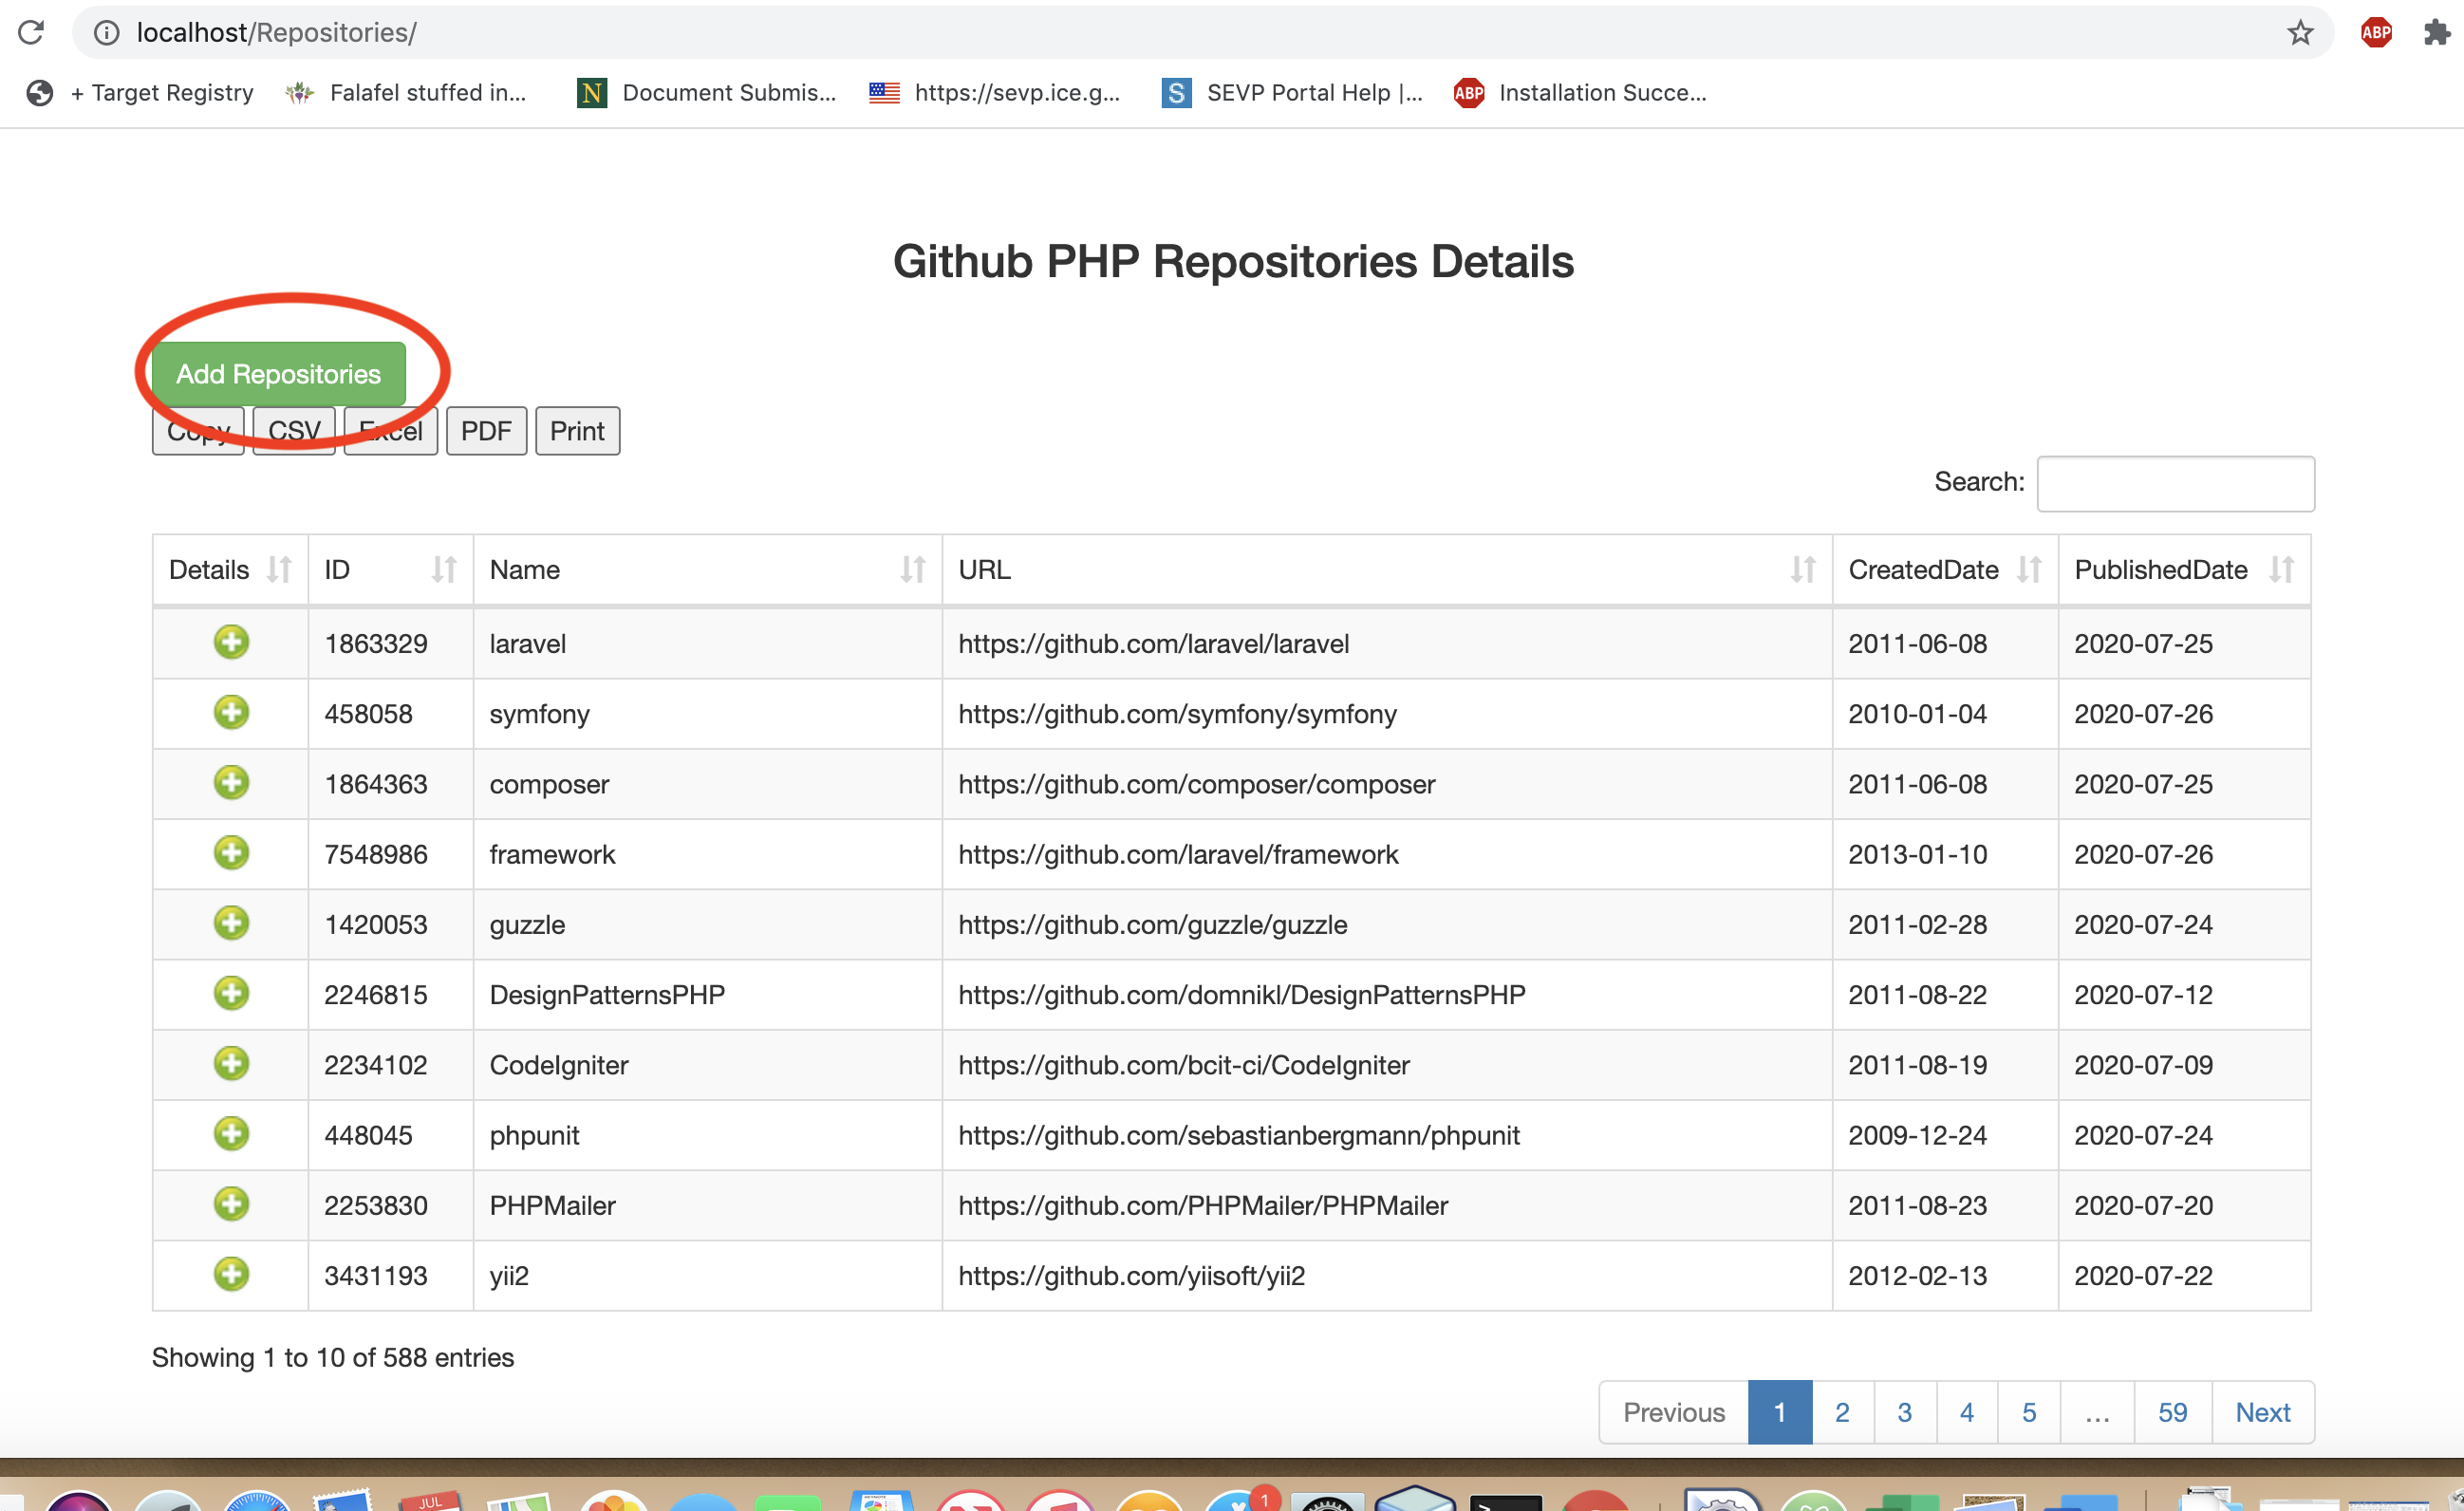 localhost/Repositories/
ABP
+ Target Registry Falafel stuffed in... N Document Submis... https://sevp.ice.g... S SEVP Portal Help |... ABP Installation Succe...
Github PHP Repositories Details
Add Repositories
Copy CSV Excel PDF Print
Search:
Details ID Name URL CreatedDate PublishedDate
1863329 laravel https://github.com/laravel/laravel 2011-06-08 2020-07-25
458058 symfony https://github.com/symfony/symfony 2010-01-04 2020-07-26
1864363 composer https://github.com/composer/composer 2011-06-08 2020-07-25
7548986 framework https://github.com/laravel/framework 2013-01-10 2020-07-26
1420053 guzzle https://github.com/guzzle/guzzle 2011-02-28 2020-07-24
2246815 DesignPatternsPHP https://github.com/domnikl/DesignPatternsPHP 2011-08-22 2020-07-12
2234102 CodeIgniter https://github.com/bcit-ci/CodeIgniter 2011-08-19 2020-07-09
448045 phpunit https://github.com/sebastianbergmann/phpunit 2009-12-24 2020-07-24
2253830 PHPMailer https://github.com/PHPMailer/PHPMailer 2011-08-23 2020-07-20
3431193 yii2 https://github.com/yiisoft/yii2 2012-02-13 2020-07-22
Showing 1 to 10 of 588 entries
Previous 1 2 3 4 5 ... 59 Next
JUL 1